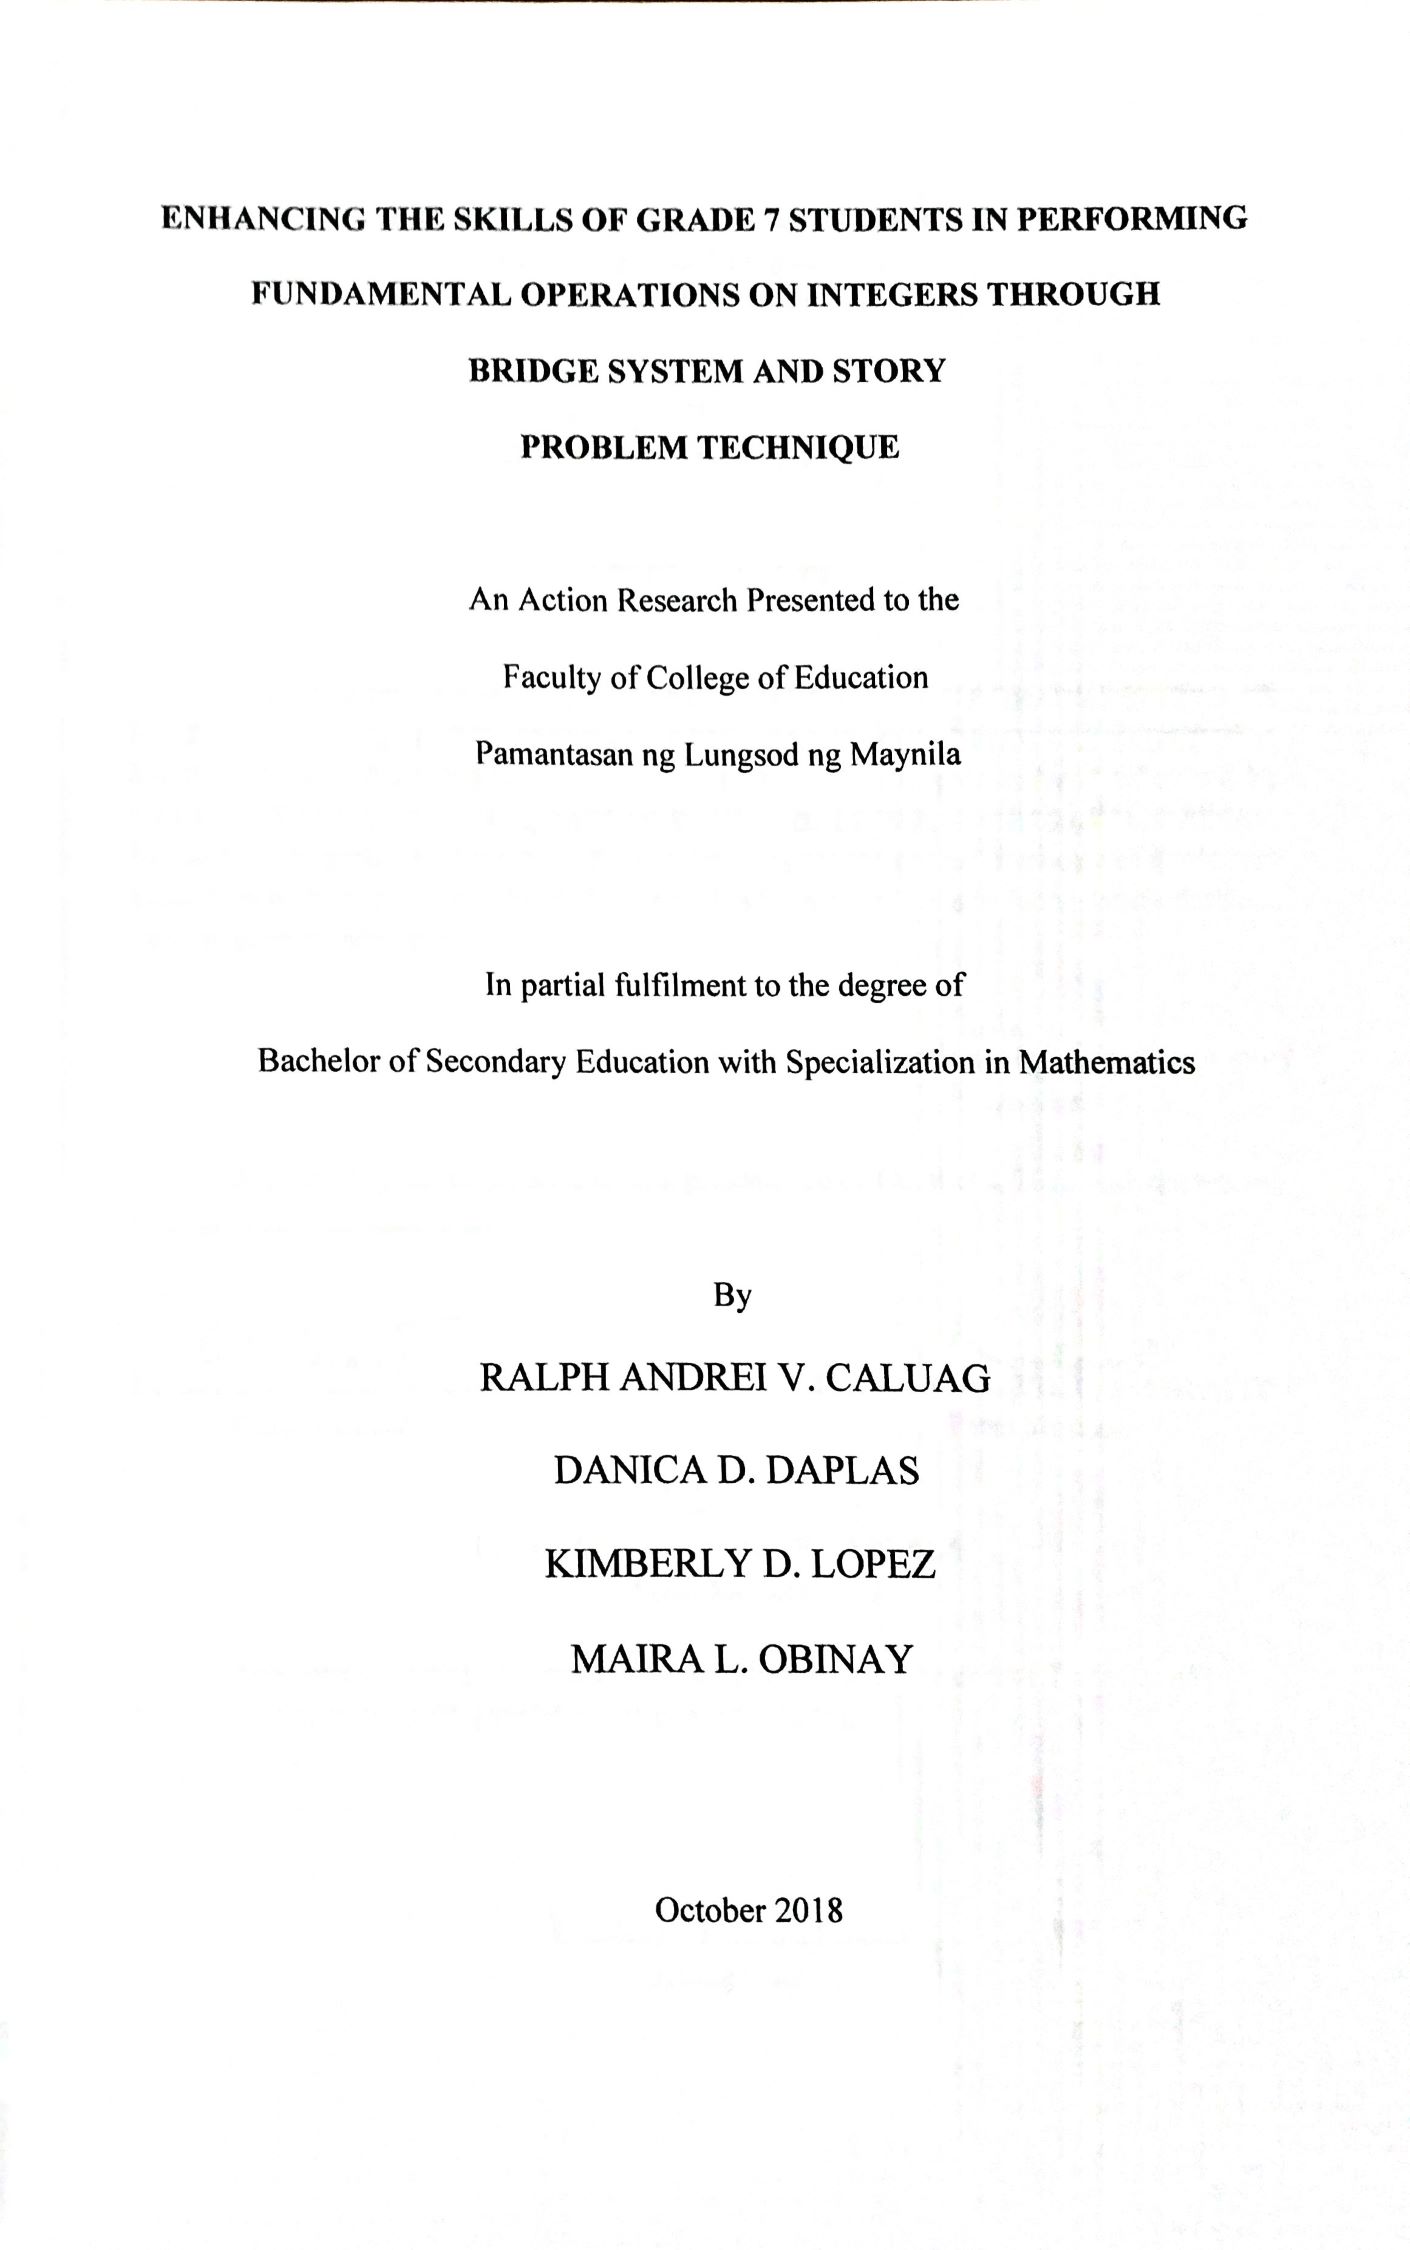 ENHANCING THE SKILLS OF GRADE 7 STUDENTS IN PERFORMING
FUNDAMENTAL OPERATIONS ON INTEGERS THROUGH
BRIDGE SYSTEM AND STORY
PROBLEM TECHNIQUE
An Action Research Presented to the
Faculty of College of Education
Pamantasan ng Lungsod ng Maynila
In partial fulfilment to the degree of
Bachelor of Secondary Education with Specialization in Mathematics
By
RALPH ANDREI V. CALUAG
DANICA D. DAPLAS
KIMBERLY D. LOPEZ
MAIRA L. OBINAY
October 2018